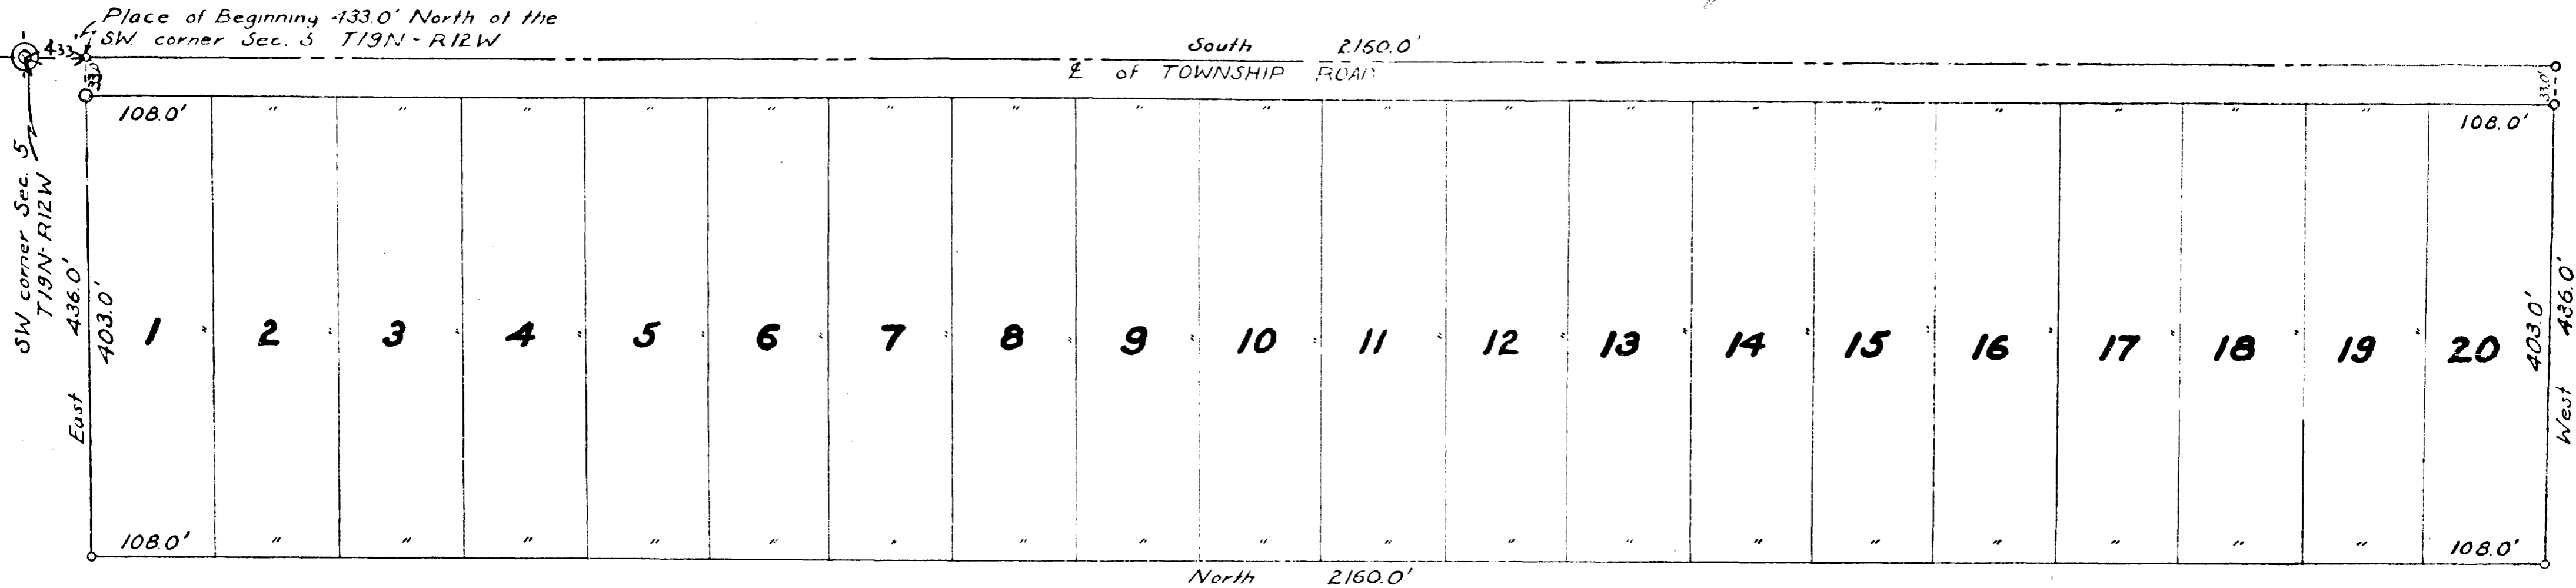 Place of Beginning 433.0' North of the
SW. corner Sec. 5 T19N - R12W
433'
South 2160.0'
℄ of TOWNSHIP ROAD
33.0'
33.0'
108.0' " " " " " " " " " " " " " " " " " " 108.0'
SW corner Sec. 5
T19N-R12W
East 436.0'
403.0'
1 " 2 " 3 " 4 " 5 " 6 " 7 " 8 " 9 " 10 " 11 " 12 " 13 " 14 " 15 " 16 " 17 " 18 " 19 " 20
403.0'
West 436.0'
108.0' " " " " " " " " " " " " " " " " " " 108.0'
North 2160.0'